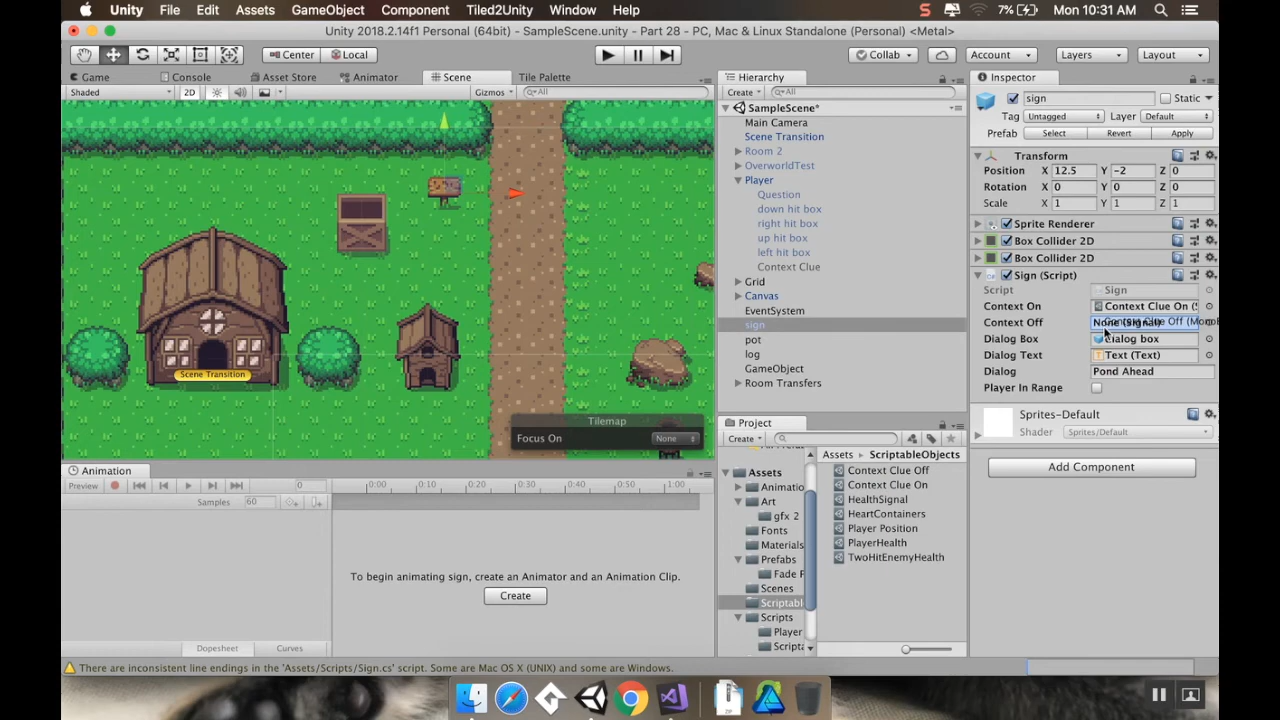 Unity File Edit Assets GameObject Component Tiled2Unity Window Help 7% Mon 10:31 AM
Unity 2018.2.14f1 Personal (64bit) - SampleScene.unity - Part 28 - PC, Mac & Linux Standalone (Personal) <Metal>
Center Local Collab Account Layers Layout
Game Console Asset Store Animator Scene Tile Palette
Shaded 2D Gizmos All
Scene Transition
Tilemap
Focus On None
Hierarchy
Create All
SampleScene*
Main Camera
Scene Transition
Room 2
OverworldTest
Player
Question
down hit box
right hit box
up hit box
left hit box
Context Clue
Grid
Canvas
EventSystem
sign
pot
log
GameObject
Room Transfers
Inspector
sign Static
Tag Untagged Layer Default
Prefab Select Revert Apply
Transform
Position X 12.5 Y -2 Z 0
Rotation X 0 Y 0 Z 0
Scale X 1 Y 1 Z 1
Sprite Renderer
Box Collider 2D
Box Collider 2D
Sign (Script)
Script Sign
Context On Context Clue On (
Context Off None (Signal)
Dialog Box Dialog box
Dialog Text Text (Text)
Dialog Pond Ahead
Player In Range
Sprites-Default
Shader Sprites/Default
Add Component
Project
Create
Assets
Animatio
Art
gfx 2
Fonts
Materials
Prefabs
Fade F
Scenes
Scriptabl
Scripts
Player
Scripta
Assets ScriptableObjects
Context Clue Off
Context Clue On
HealthSignal
HeartContainers
Player Position
PlayerHealth
TwoHitEnemyHealth
Animation
Preview 0 0:00 0:10 0:20 0:30 0:40 0:50 1:00
Samples 60
To begin animating sign, create an Animator and an Animation Clip.
Create
Dopesheet Curves
There are inconsistent line endings in the 'Assets/Scripts/Sign.cs' script. Some are Mac OS X (UNIX) and some are Windows.
ZIP